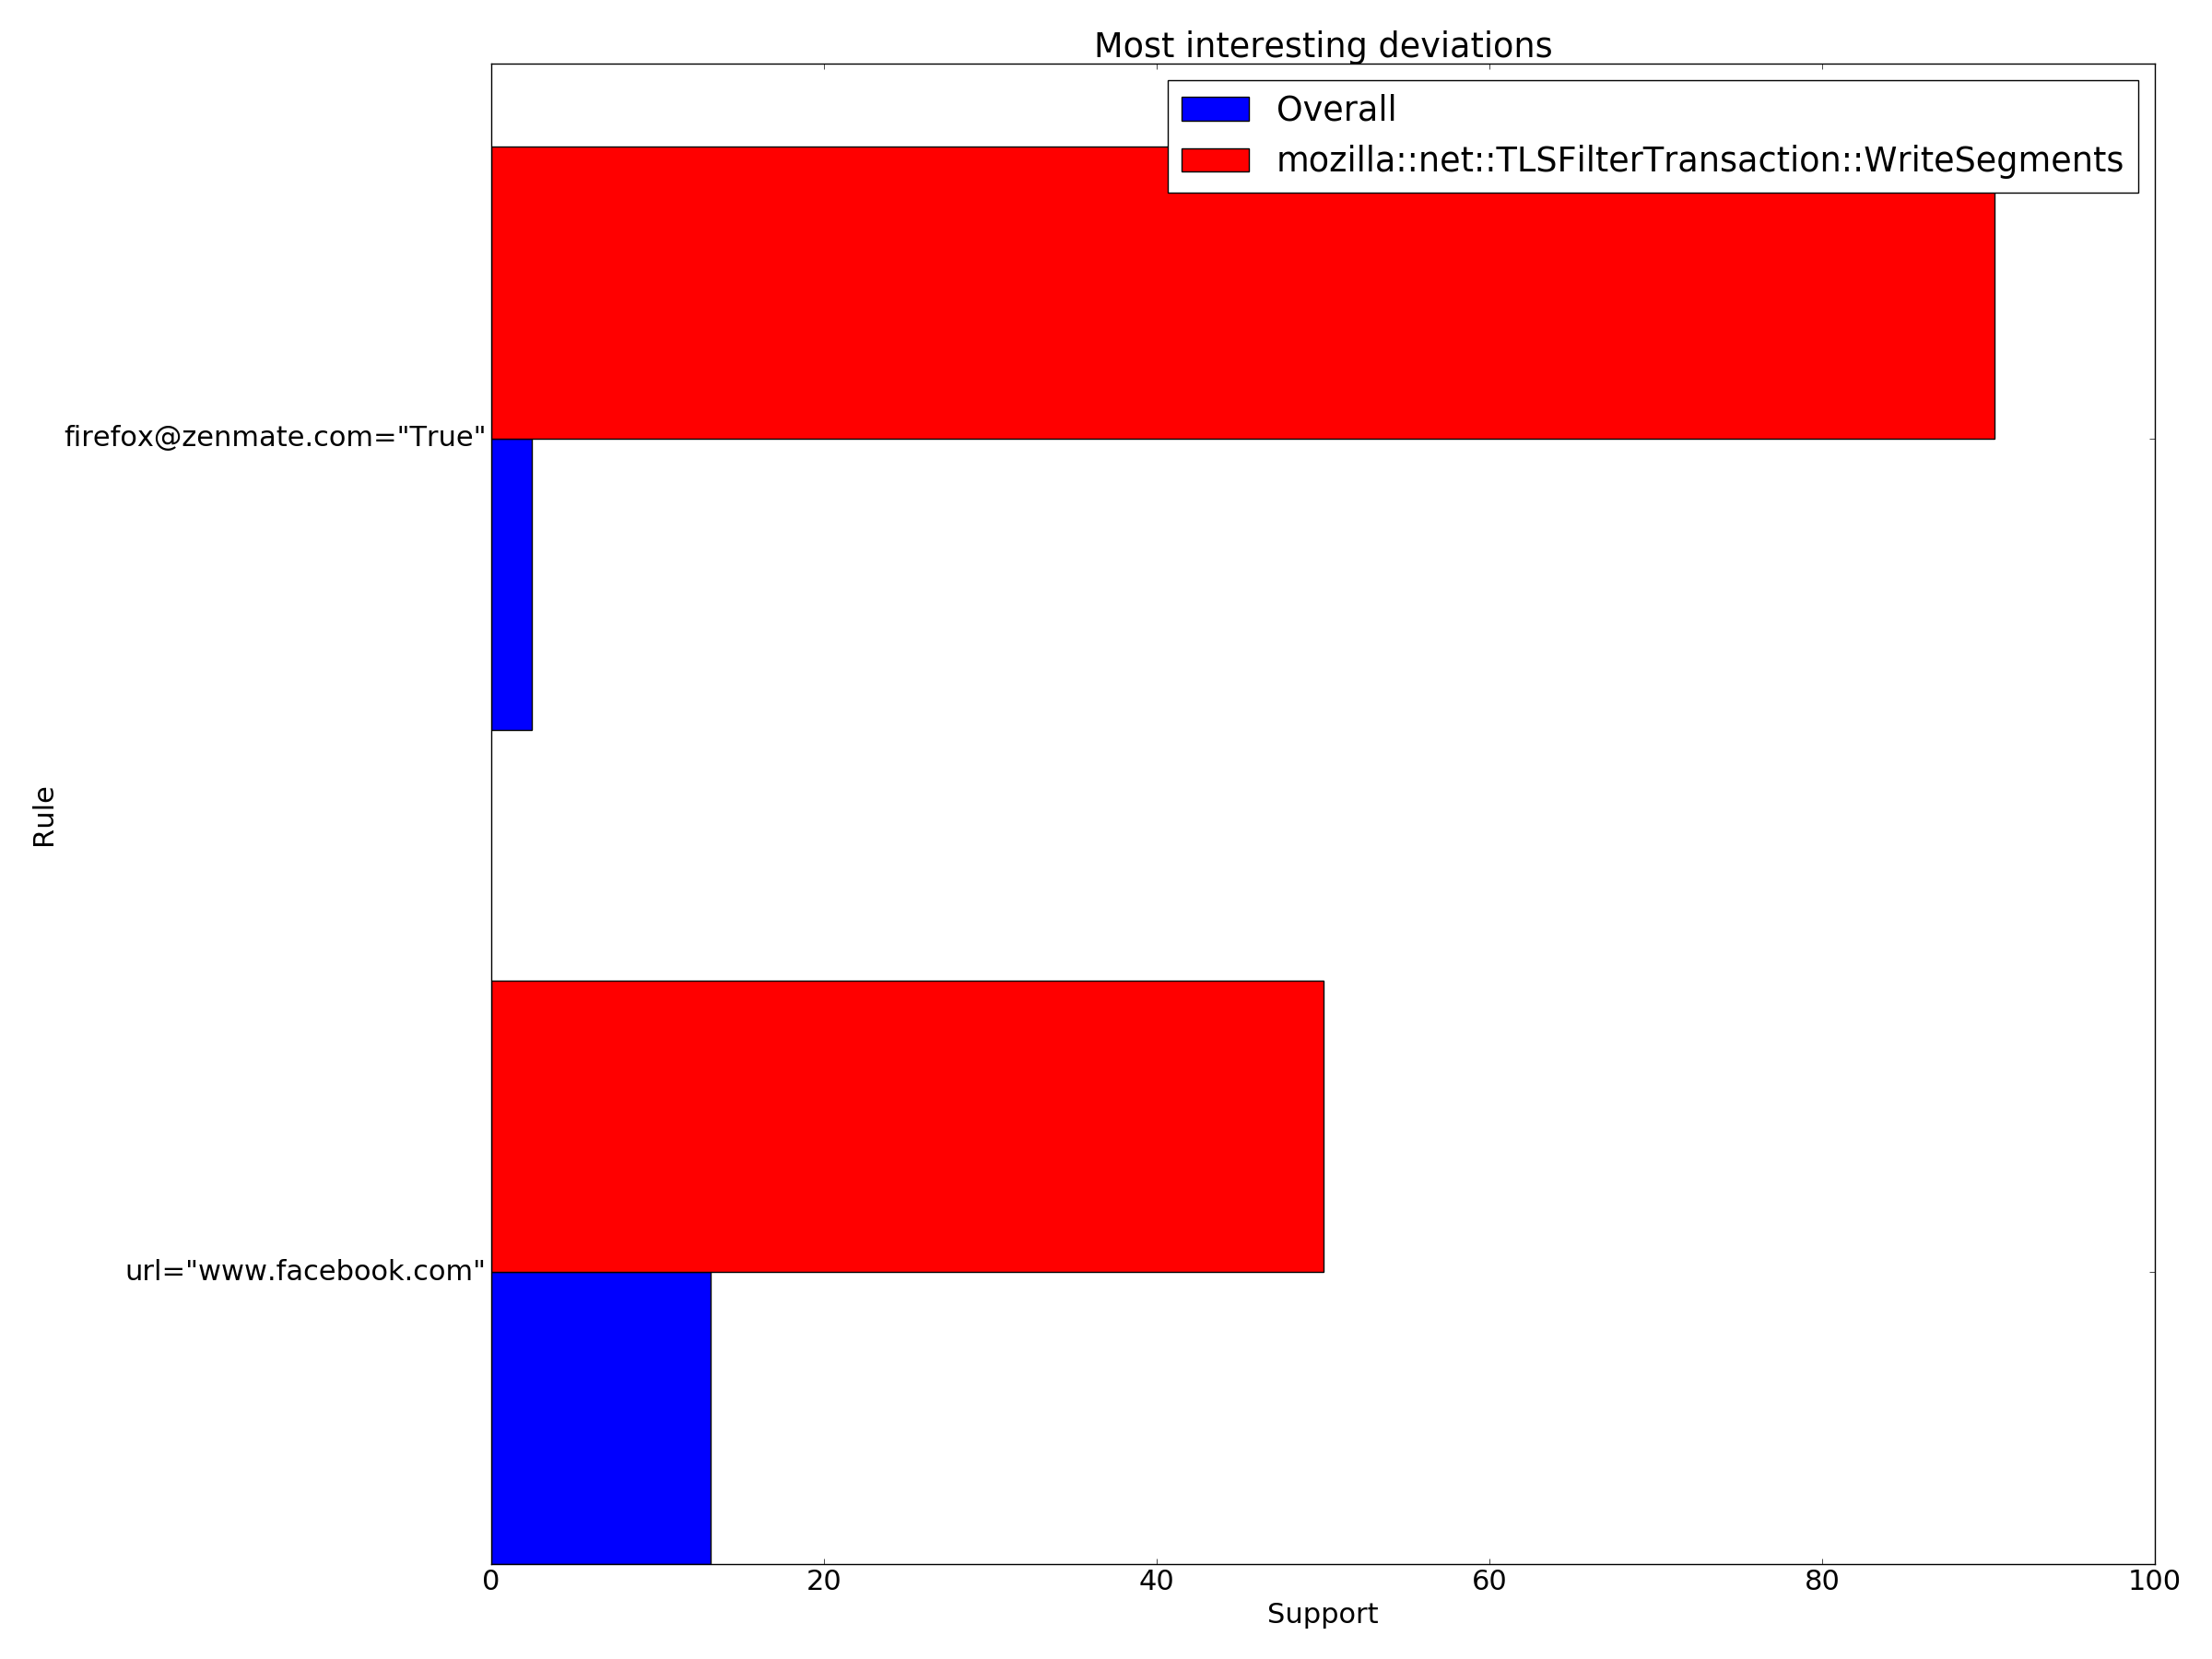 Most interesting deviations
Overall
mozilla::net::TLSFilterTransaction::WriteSegments
firefox@zenmate.com="True"
Rule
url="www.facebook.com"
0 20 40 60 80 100
Support